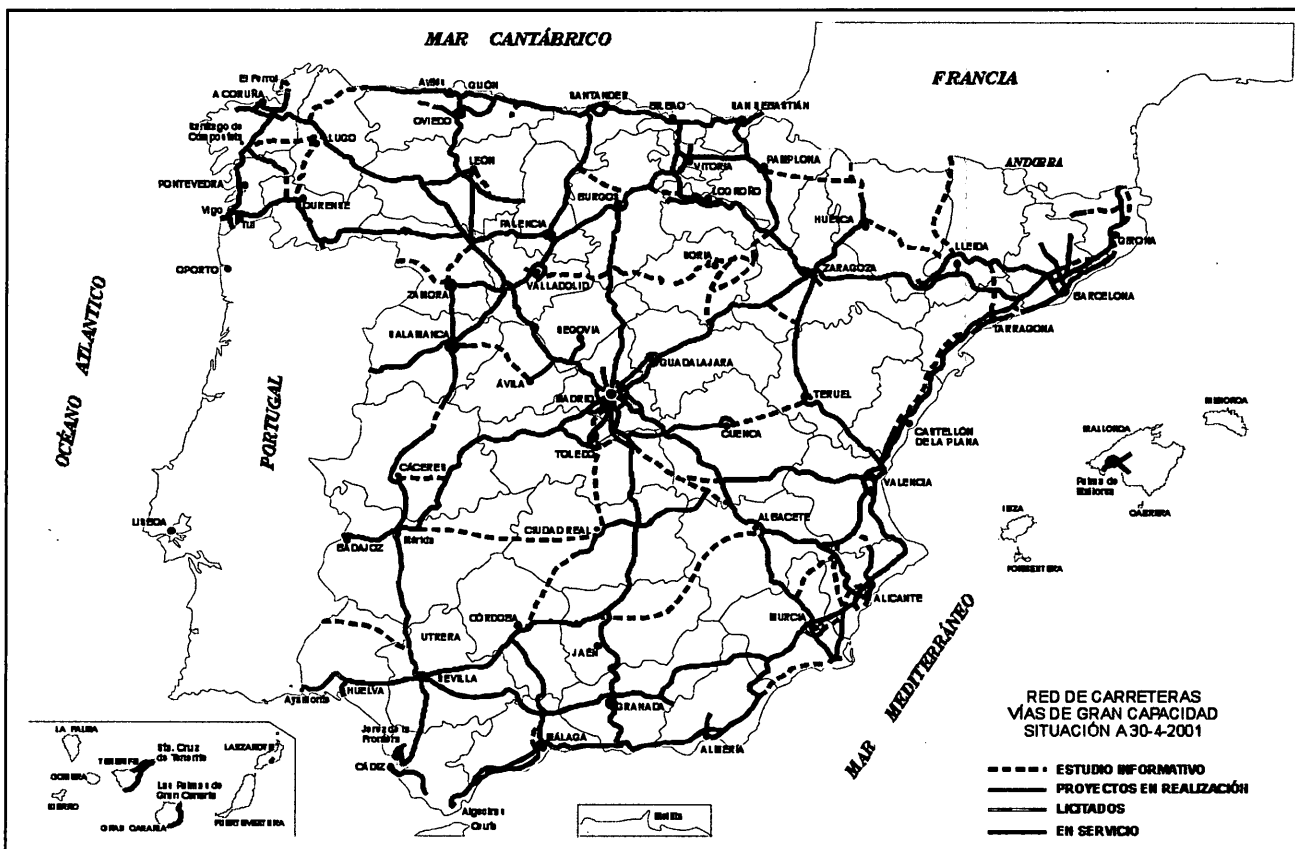 MAR CANTÁBRICO
FRANCIA
El Ferrol
A CORUÑA
Avilés
GIJÓN
SANTANDER
BILBAO
SAN SEBASTIÁN
Santiago de
Compostela
LUGO
OVIEDO
LEÓN
VITORIA
PAMPLONA
ANDORRA
PONTEVEDRA
Vigo
Tui
OURENSE
BURGOS
LOGROÑO
PALENCIA
HUESCA
GIRONA
OPORTO
ZAMORA
VALLADOLID
SORIA
ZARAGOZA
LLEIDA
BARCELONA
TARRAGONA
SALAMANCA
SEGOVIA
GUADALAJARA
ÁVILA
MADRID
TERUEL
OCÉANO ATLANTICO
PORTUGAL
CUENCA
CASTELLÓN
DE LA PLANA
MENORCA
MALLORCA
Palma de
Mallorca
CABRERA
TOLEDO
CÁCERES
VALENCIA
IBIZA
FORMENTERA
LISBOA
BADAJOZ
Mérida
CIUDAD REAL
ALBACETE
ALICANTE
MURCIA
CÓRDOBA
UTRERA
JAÉN
MAR MEDITERRÁNEO
SEVILLA
Ayamonte
HUELVA
GRANADA
Jerez de la
Frontera
CÁDIZ
MÁLAGA
ALMERÍA
Algeciras
Ceuta
Melilla
LA PALMA
TENERIFE
Sta. Cruz
de Tenerife
LANZAROTE
GOMERA
HIERRO
Las Palmas de
Gran Canaria
GRAN CANARIA
FUERTEVENTURA
RED DE CARRETERAS
VÍAS DE GRAN CAPACIDAD
SITUACIÓN A 30-4-2001
ESTUDIO INFORMATIVO
PROYECTOS EN REALIZACIÓN
LICITADOS
EN SERVICIO